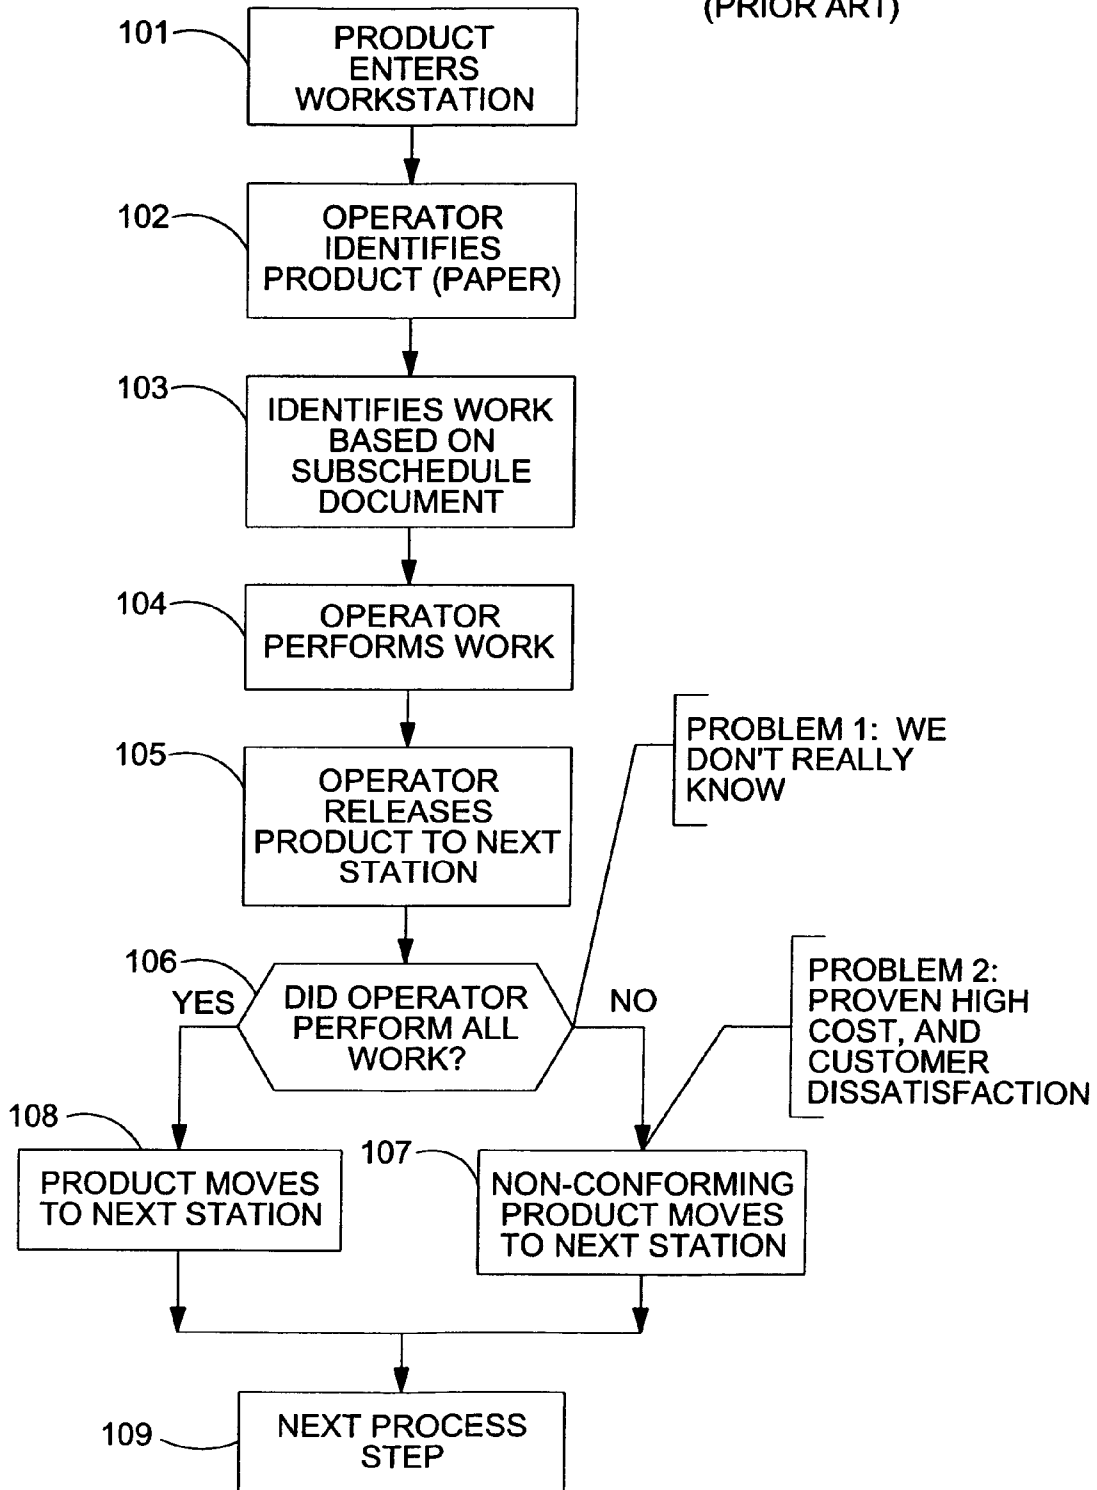 (PRIOR ART)
101
PRODUCT
ENTERS
WORKSTATION
102
OPERATOR
IDENTIFIES
PRODUCT (PAPER)
103
IDENTIFIES WORK
BASED ON
SUBSCHEDULE
DOCUMENT
104
OPERATOR
PERFORMS WORK
105
OPERATOR
RELEASES
PRODUCT TO NEXT
STATION
PROBLEM 1: WE
DON'T REALLY
KNOW
106
YES
DID OPERATOR
PERFORM ALL
WORK?
NO
PROBLEM 2:
PROVEN HIGH
COST, AND
CUSTOMER
DISSATISFACTION
108
PRODUCT MOVES
TO NEXT STATION
107
NON-CONFORMING
PRODUCT MOVES
TO NEXT STATION
109
NEXT PROCESS
STEP